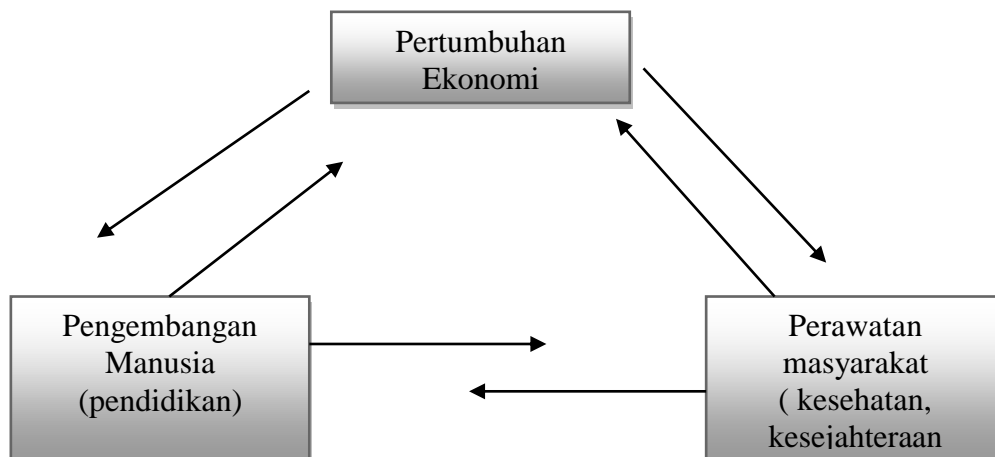 Pertumbuhan
Ekonomi
Pengembangan
Manusia
(pendidikan)
Perawatan
masyarakat
( kesehatan,
kesejahteraan